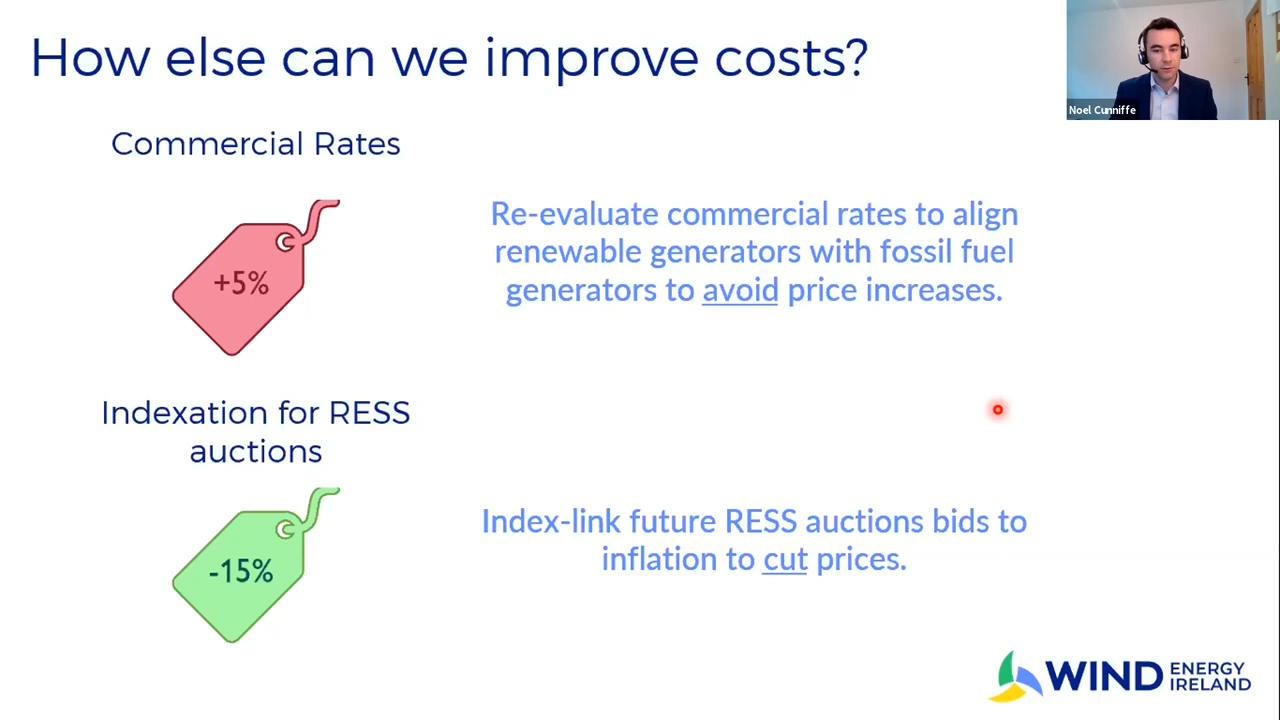 How else can we improve costs?
Noel Cunniffe
Commercial Rates
+5%
Re-evaluate commercial rates to align
renewable generators with fossil fuel
generators to avoid price increases.
Indexation for RESS
auctions
-15%
Index-link future RESS auctions bids to
inflation to cut prices.
WIND ENERGY
IRELAND